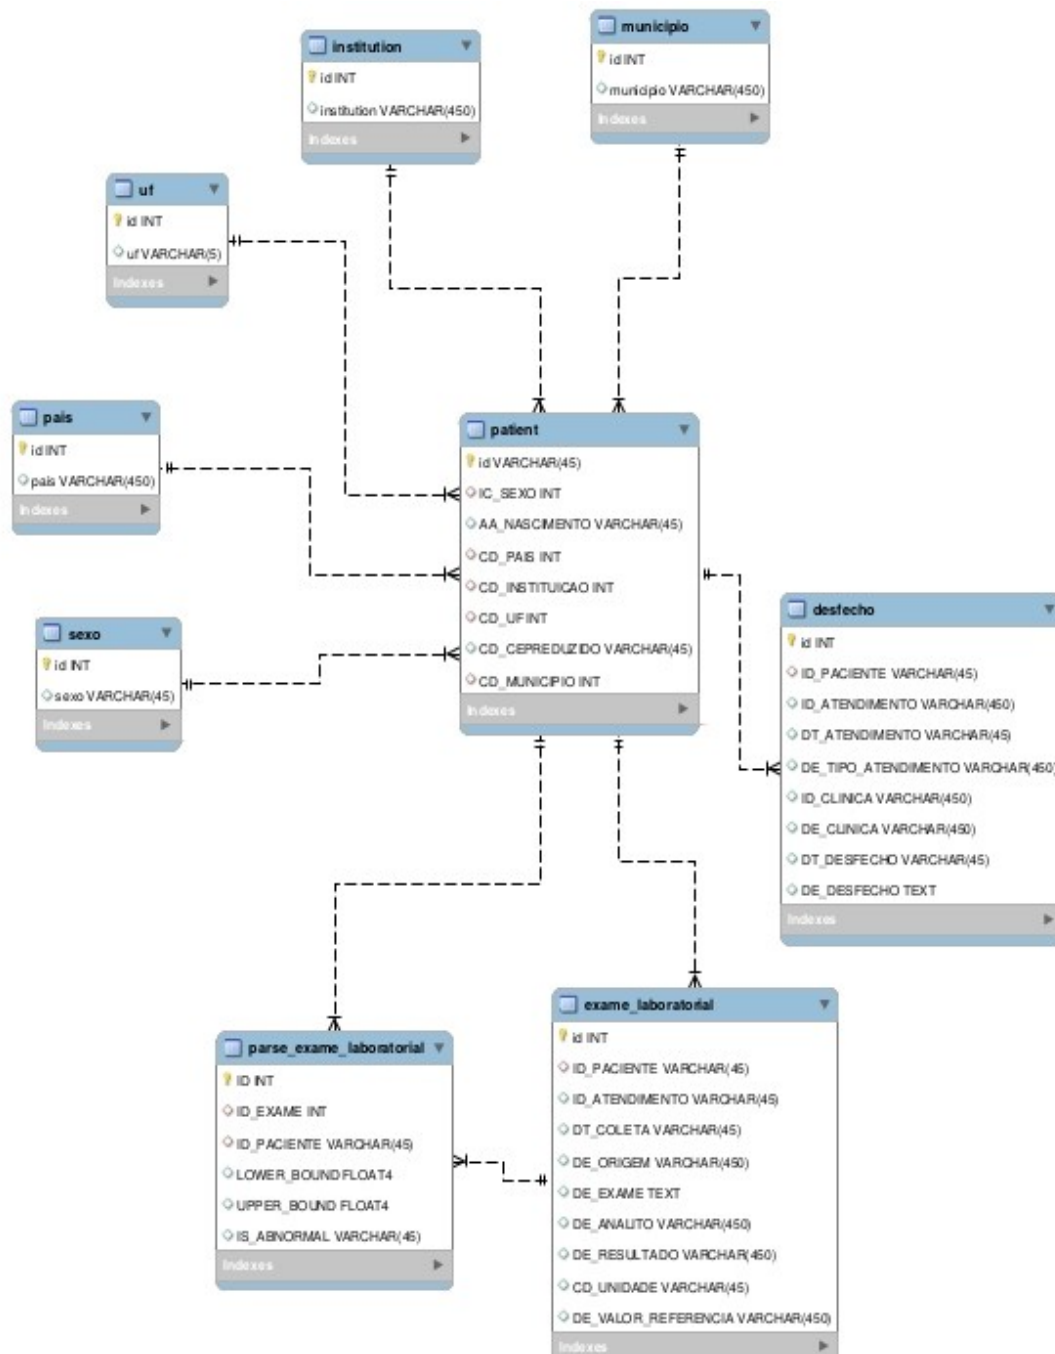 municipio
id INT
municipio VARCHAR(450)
Indexes
institution
id INT
institution VARCHAR(450)
Indexes
uf
id INT
uf VARCHAR(5)
Indexes
pais
id INT
pais VARCHAR(450)
Indexes
sexo
id INT
sexo VARCHAR(45)
Indexes
patient
id VARCHAR(45)
IC_SEXO INT
AA_NASCIMENTO VARCHAR(45)
CD_PAIS INT
CD_INSTITUICAO INT
CD_UF INT
CD_CEPREDUZIDO VARCHAR(45)
CD_MUNICIPIO INT
Indexes
desfecho
id INT
ID_PACIENTE VARCHAR(45)
ID_ATENDIMENTO VARCHAR(450)
DT_ATENDIMENTO VARCHAR(45)
DE_TIPO_ATENDIMENTO VARCHAR(450)
ID_CLINICA VARCHAR(450)
DE_CLINICA VARCHAR(450)
DT_DESFECHO VARCHAR(45)
DE_DESFECHO TEXT
Indexes
parse_exame_laboratorial
ID INT
ID_EXAME INT
ID_PACIENTE VARCHAR(45)
LOWER_BOUND FLOAT4
UPPER_BOUND FLOAT4
IS_ABNORMAL VARCHAR(45)
Indexes
exame_laboratorial
id INT
ID_PACIENTE VARCHAR(45)
ID_ATENDIMENTO VARCHAR(45)
DT_COLETA VARCHAR(45)
DE_ORIGEM VARCHAR(450)
DE_EXAME TEXT
DE_ANALITO VARCHAR(450)
DE_RESULTADO VARCHAR(450)
CD_UNIDADE VARCHAR(45)
DE_VALOR_REFERENCIA VARCHAR(450)
Indexes